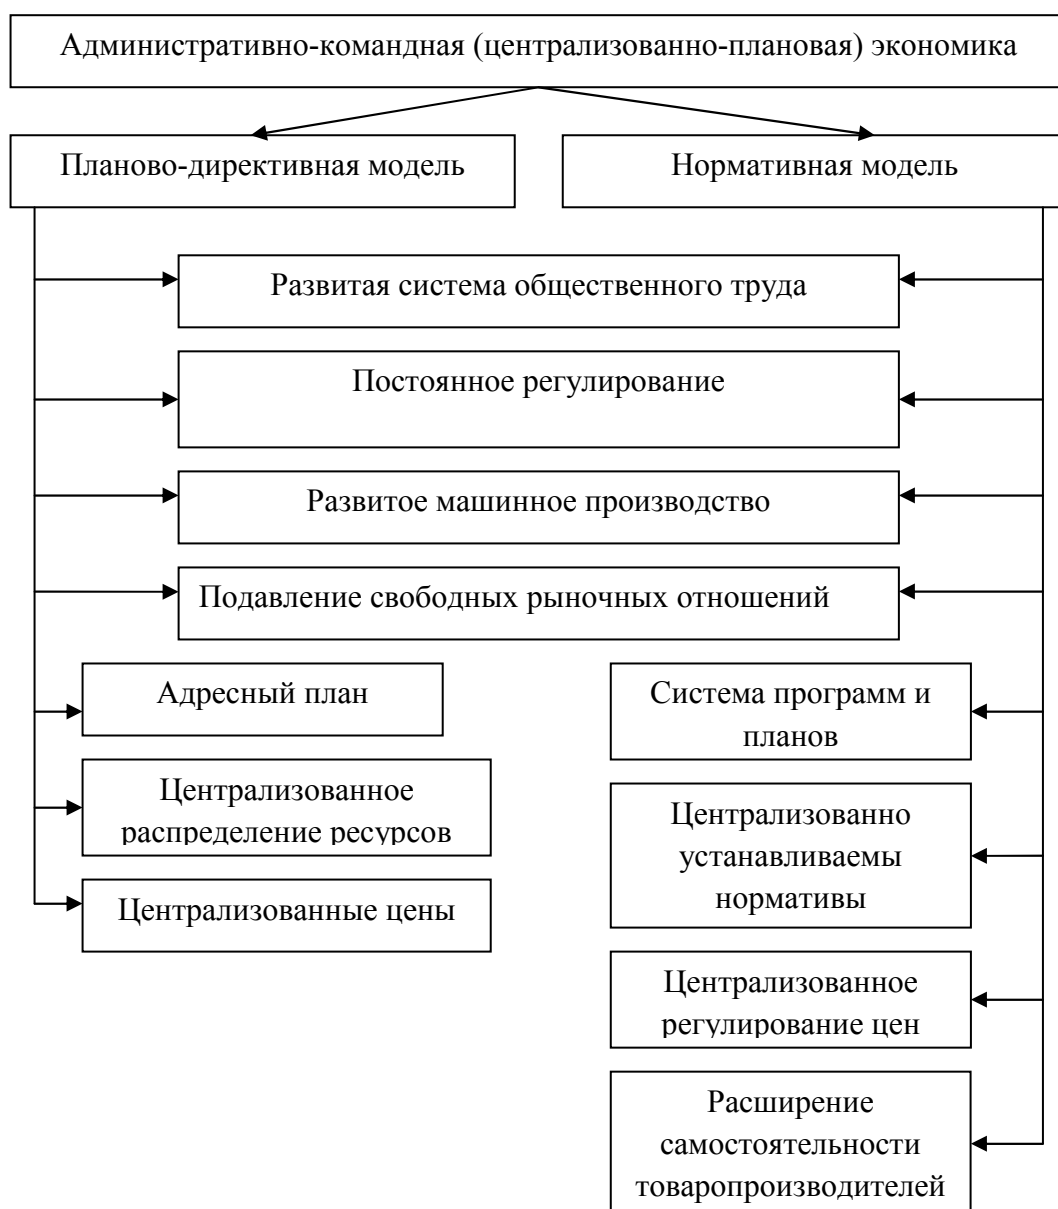 Административно-командная (централизованно-плановая) экономика
Планово-директивная модель
Нормативная модель
Развитая система общественного труда
Постоянное регулирование
Развитое машинное производство
Подавление свободных рыночных отношений
Адресный план
Централизованное
распределение ресурсов
Централизованные цены
Система программ и
планов
Централизованно
устанавливаемы
нормативы
Централизованное
регулирование цен
Расширение
самостоятельности
товаропроизводителей